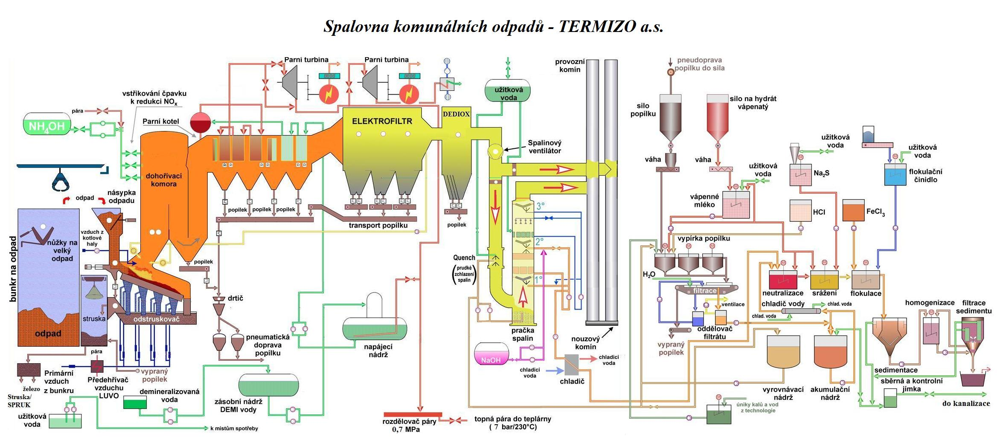 Spalovna komunálních odpadů - TERMIZO a.s.
Parní turbína
Parní turbína
provozní
komín
pneudoprava
popílku do sila
vstřikování čpavku
k redukci NOx
užitková
voda
silo
popílku
silo na hydrát
vápenatý
pára
NH4OH
Parní kotel
ELEKTROFILTR
DEDIOX
Spalinový
ventilátor
užitková
voda
užitková
voda
váha
váha
užitková
voda
M
M
Na2S
flokulační
činidlo
dohořívací
komora
násypka
odpadu
odpad
M
vápenné
mléko
HCl
FeCl3
3°
popílek
popílek
popílek
transport popílku
popílek
vzduch z
kotlové
haly
nůžky na
velký
odpad
bunkr na odpad
2°
vypírka popílku
M
M
M
popílek
Quench
( prudké
zchlazení
spalin )
M
M
M
H2O
1°
filtrace
neutralizace
srážení
flokulace
drtič
ventilace
chladič vody
chlad. voda
chlad. voda
homogenizace
M
filtrace
sedimentu
struska
odstruskovač
odpad
pračka
spalin
oddělovač
filtrátu
M
vypraný
popílek
pneumatická
doprava
popílku
napájecí
nádrž
nouzový
komín
pára
NaOH
chladicí
voda
chladicí
voda
chladič
vypraný
popílek
Primární
vzduch
z bunkru
Předehřívač
vzduchu
LUVO
železo
Struska/
SPRUK
demineralizovaná
voda
zásobní nádrž
DEMI vody
sedimentace
sběrná a kontrolní
jímka
vyrovnávací
nádrž
akumulační
nádrž
M
úniky kalů a vod
z technologie
do kanalizace
užitková
voda
k místům spotřeby
rozdělovač páry
0,7 MPa
topná pára do teplárny
( 7 bar/230°C)